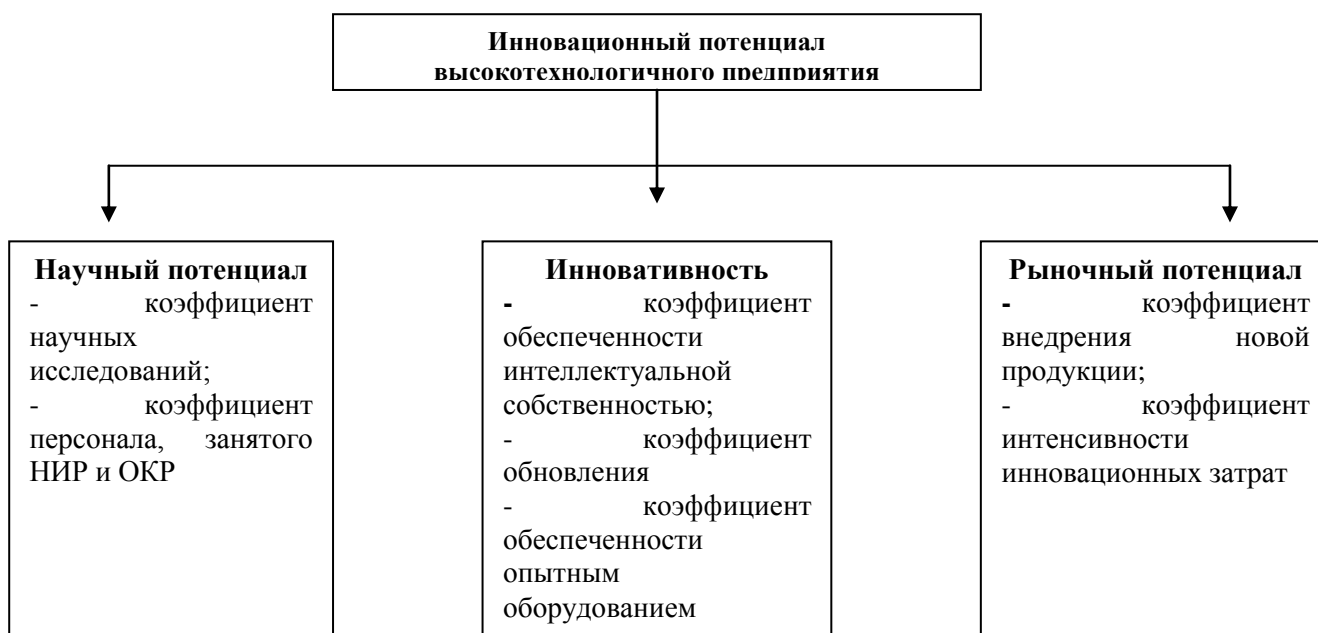 Инновационный потенциал
высокотехнологичного предприятия
Научный потенциал
- коэффициент
научных
исследований;
- коэффициент
персонала, занятого
НИР и ОКР
Инновативность
- коэффициент
обеспеченности
интеллектуальной
собственностью;
- коэффициент
обновления
- коэффициент
обеспеченности
опытным
оборудованием
Рыночный потенциал
- коэффициент
внедрения новой
продукции;
- коэффициент
интенсивности
инновационных затрат